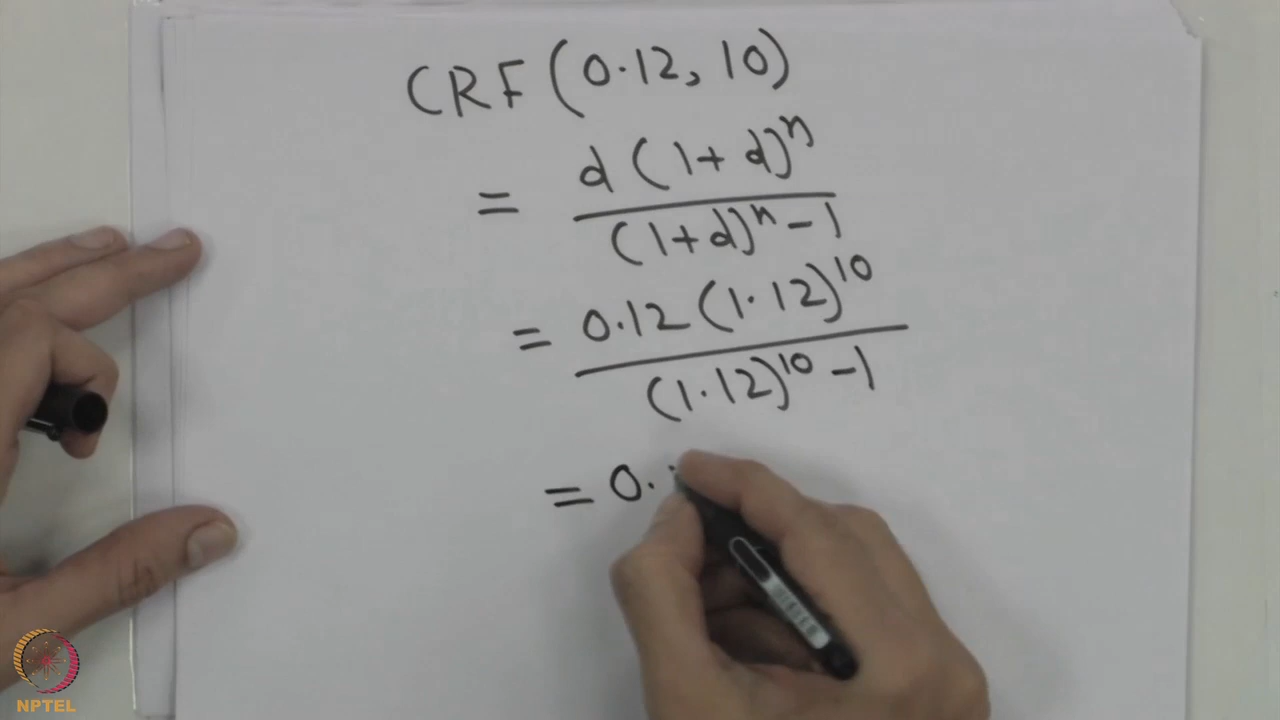 CRF (0.12, 10)
= d (1+d)^n / (1+d)^n - 1
= 0.12 (1.12)^10 / (1.12)^10 - 1
= 0.
NPTEL